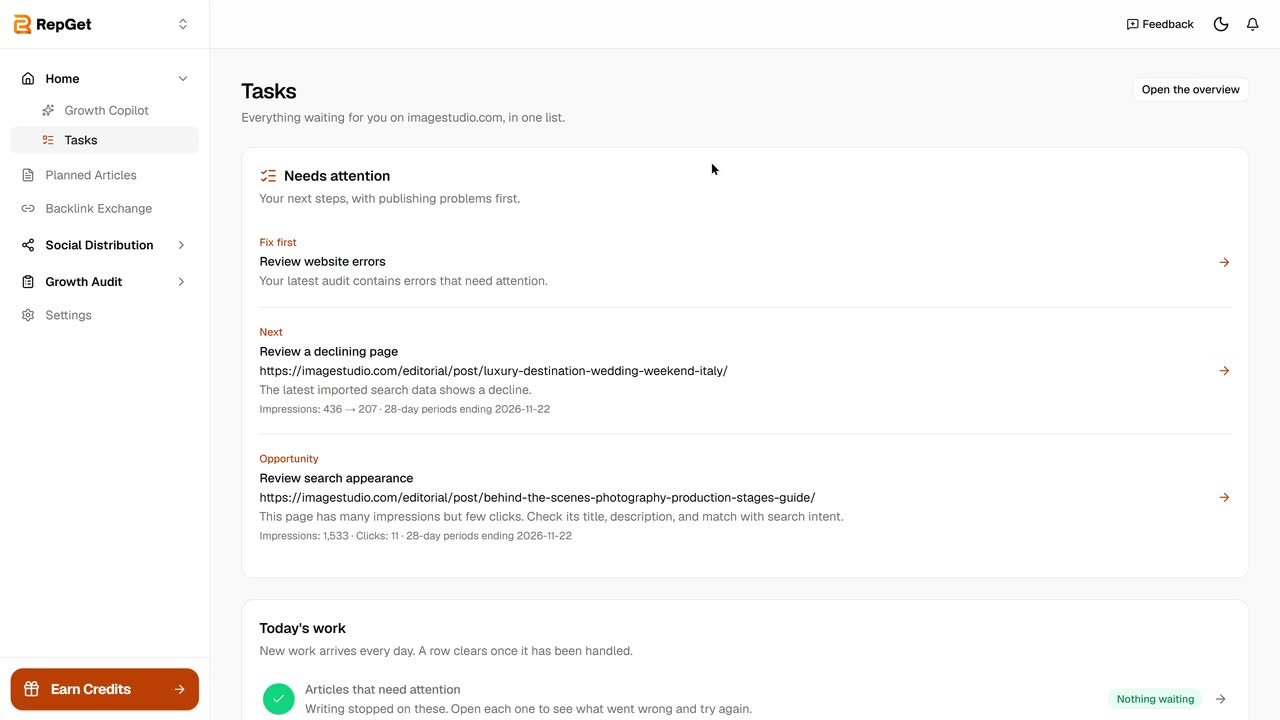 RepGet
Feedback
Home
Growth Copilot
Tasks
Planned Articles
Backlink Exchange
Social Distribution
Growth Audit
Settings
Earn Credits
Tasks
Open the overview
Everything waiting for you on imagestudio.com, in one list.
Needs attention
Your next steps, with publishing problems first.
Fix first
Review website errors
Your latest audit contains errors that need attention.
Next
Review a declining page
https://imagestudio.com/editorial/post/luxury-destination-wedding-weekend-italy/
The latest imported search data shows a decline.
Impressions: 436 → 207 · 28-day periods ending 2026-11-22
Opportunity
Review search appearance
https://imagestudio.com/editorial/post/behind-the-scenes-photography-production-stages-guide/
This page has many impressions but few clicks. Check its title, description, and match with search intent.
Impressions: 1,533 · Clicks: 11 · 28-day periods ending 2026-11-22
Today's work
New work arrives every day. A row clears once it has been handled.
Articles that need attention
Writing stopped on these. Open each one to see what went wrong and try again.
Nothing waiting